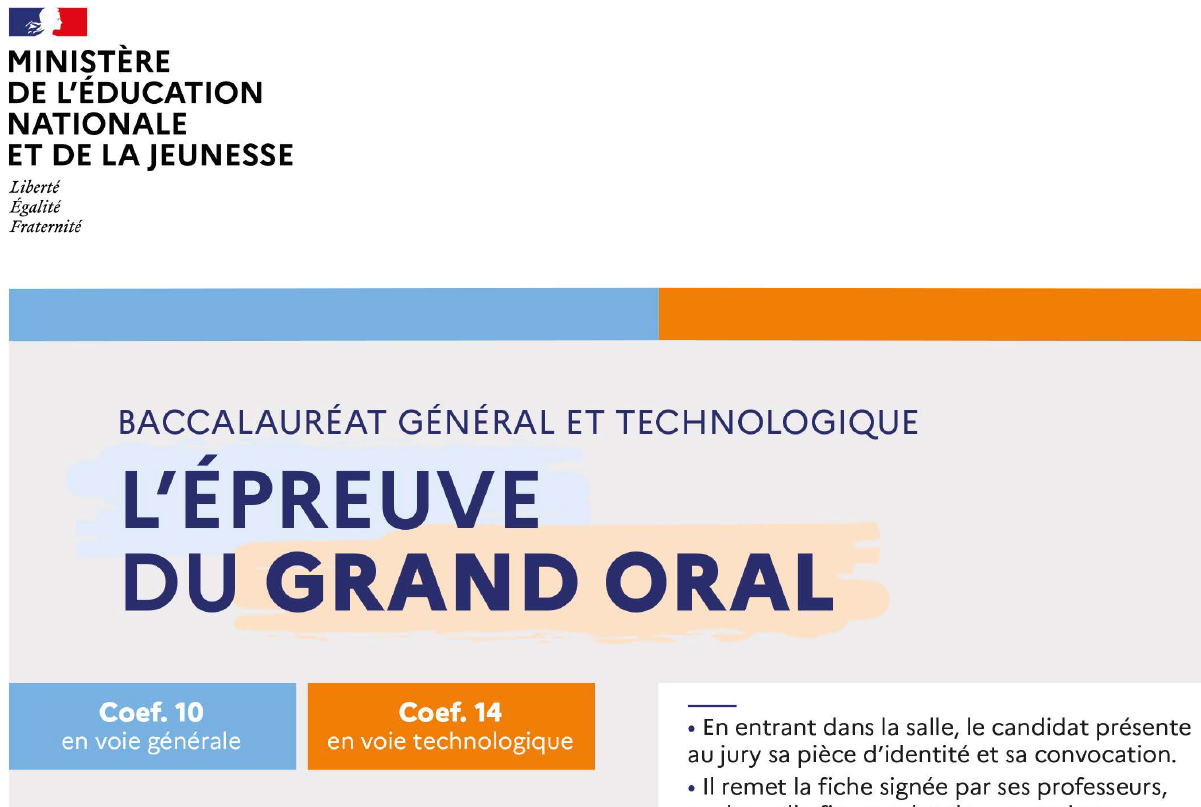 MINISTÈRE
DE L'ÉDUCATION
NATIONALE
ET DE LA JEUNESSE
Liberté
Égalité
Fraternité
BACCALAURÉAT GÉNÉRAL ET TECHNOLOGIQUE
L'ÉPREUVE
DU GRAND ORAL
Coef. 10
en voie générale
Coef. 14
en voie technologique
• En entrant dans la salle, le candidat présente
au jury sa pièce d'identité et sa convocation.
• Il remet la fiche signée par ses professeurs,